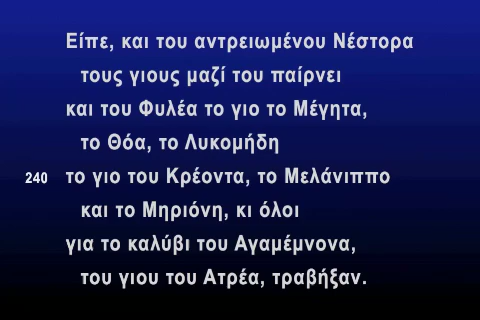 Είπε, και του αντρειωμένου Νέστορα
τους γιους μαζί του παίρνει
και του Φυλέα το γιο το Μέγητα,
το Θόα, το Λυκομήδη
240 το γιο του Κρέοντα, το Μελάνιππο
και το Μηριόνη, κι όλοι
για το καλύβι του Αγαμέμνονα,
του γιου του Ατρέα, τραβήξαν.